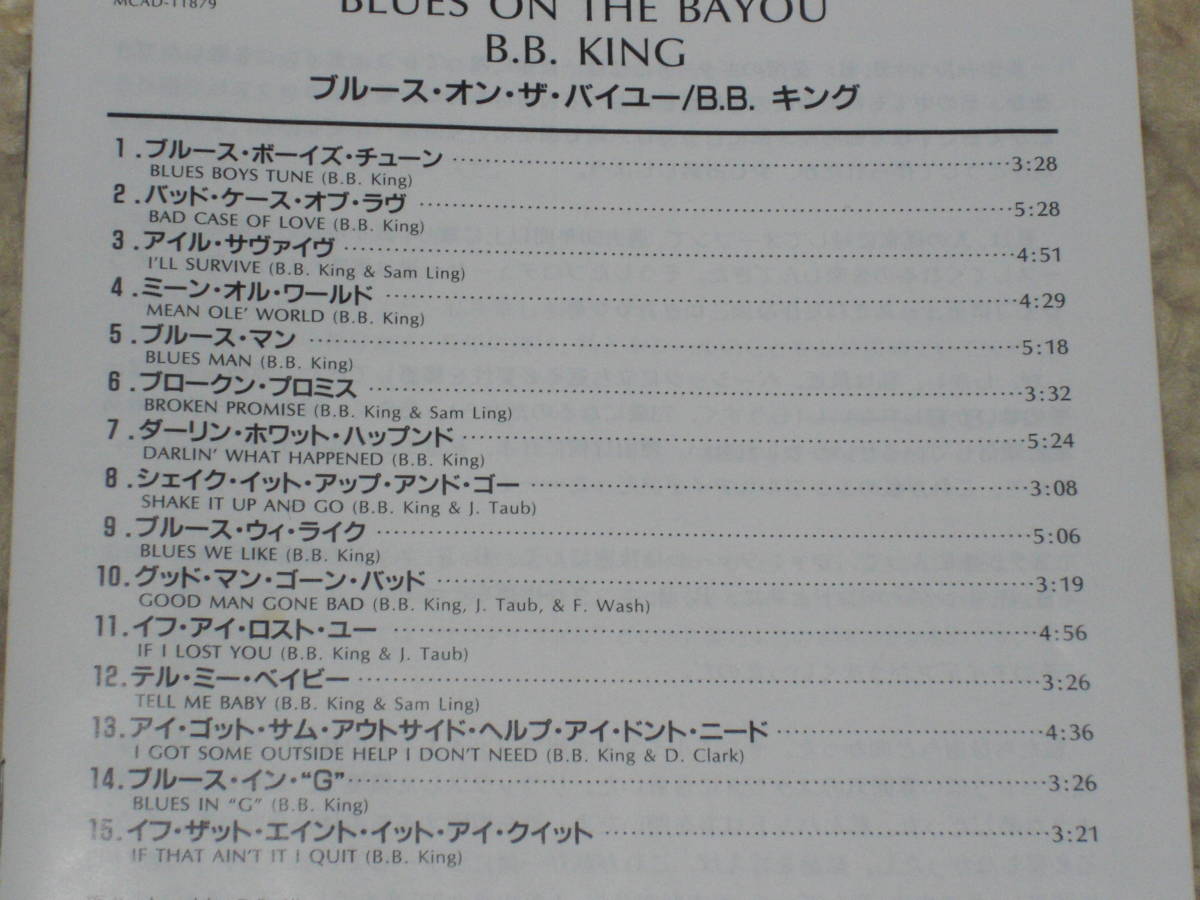 MCAD-11879
BLUES ON THE BAYOU
B.B. KING
ブルース・オン・ザ・バイユー/B.B. キング
1.ブルース・ボーイズ・チューン 3:28
BLUES BOYS TUNE (B.B. King)
2.バッド・ケース・オブ・ラヴ 5:28
BAD CASE OF LOVE (B.B. King)
3.アイル・サヴァイヴ 4:51
I'LL SURVIVE (B.B. King & Sam Ling)
4.ミーン・オル・ワールド 4:29
MEAN OLE' WORLD (B.B. King)
5.ブルース・マン 5:18
BLUES MAN (B.B. King)
6.ブロークン・プロミス 3:32
BROKEN PROMISE (B.B. King & Sam Ling)
7.ダーリン・ホワット・ハップンド 5:24
DARLIN' WHAT HAPPENED (B.B. King)
8.シェイク・イット・アップ・アンド・ゴー 3:08
SHAKE IT UP AND GO (B.B. King & J. Taub)
9.ブルース・ウィ・ライク 5:06
BLUES WE LIKE (B.B. King)
10.グッド・マン・ゴーン・バッド 3:19
GOOD MAN GONE BAD (B.B. King, J. Taub, & F. Wash)
11.イフ・アイ・ロスト・ユー 4:56
IF I LOST YOU (B.B. King & J. Taub)
12.テル・ミー・ベイビー 3:26
TELL ME BABY (B.B. King & Sam Ling)
13.アイ・ゴット・サム・アウトサイド・ヘルプ・アイ・ドント・ニード 4:36
I GOT SOME OUTSIDE HELP I DON'T NEED (B.B. King & D. Clark)
14.ブルース・イン・"G" 3:26
BLUES IN "G" (B.B. King)
15.イフ・ザット・エイント・イット・アイ・クイット 3:21
IF THAT AIN'T IT I QUIT (B.B. King)